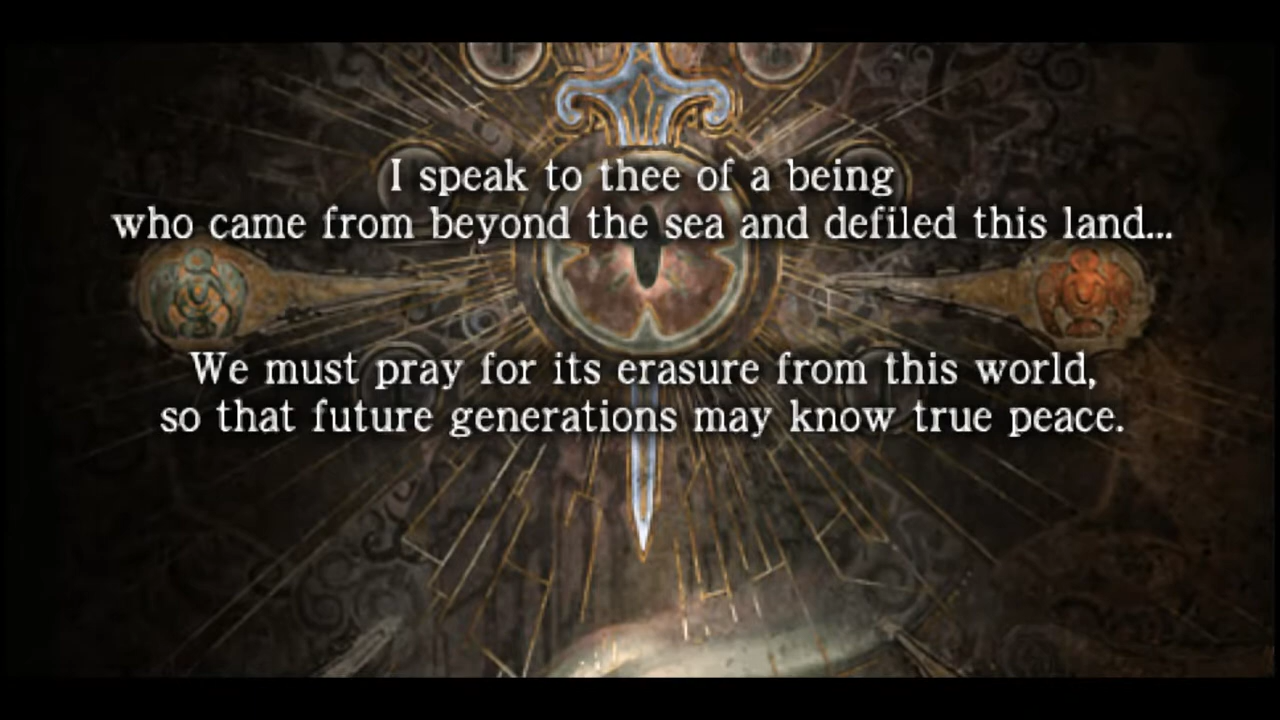 I speak to thee of a being
who came from beyond the sea and defiled this land...
We must pray for its erasure from this world,
so that future generations may know true peace.